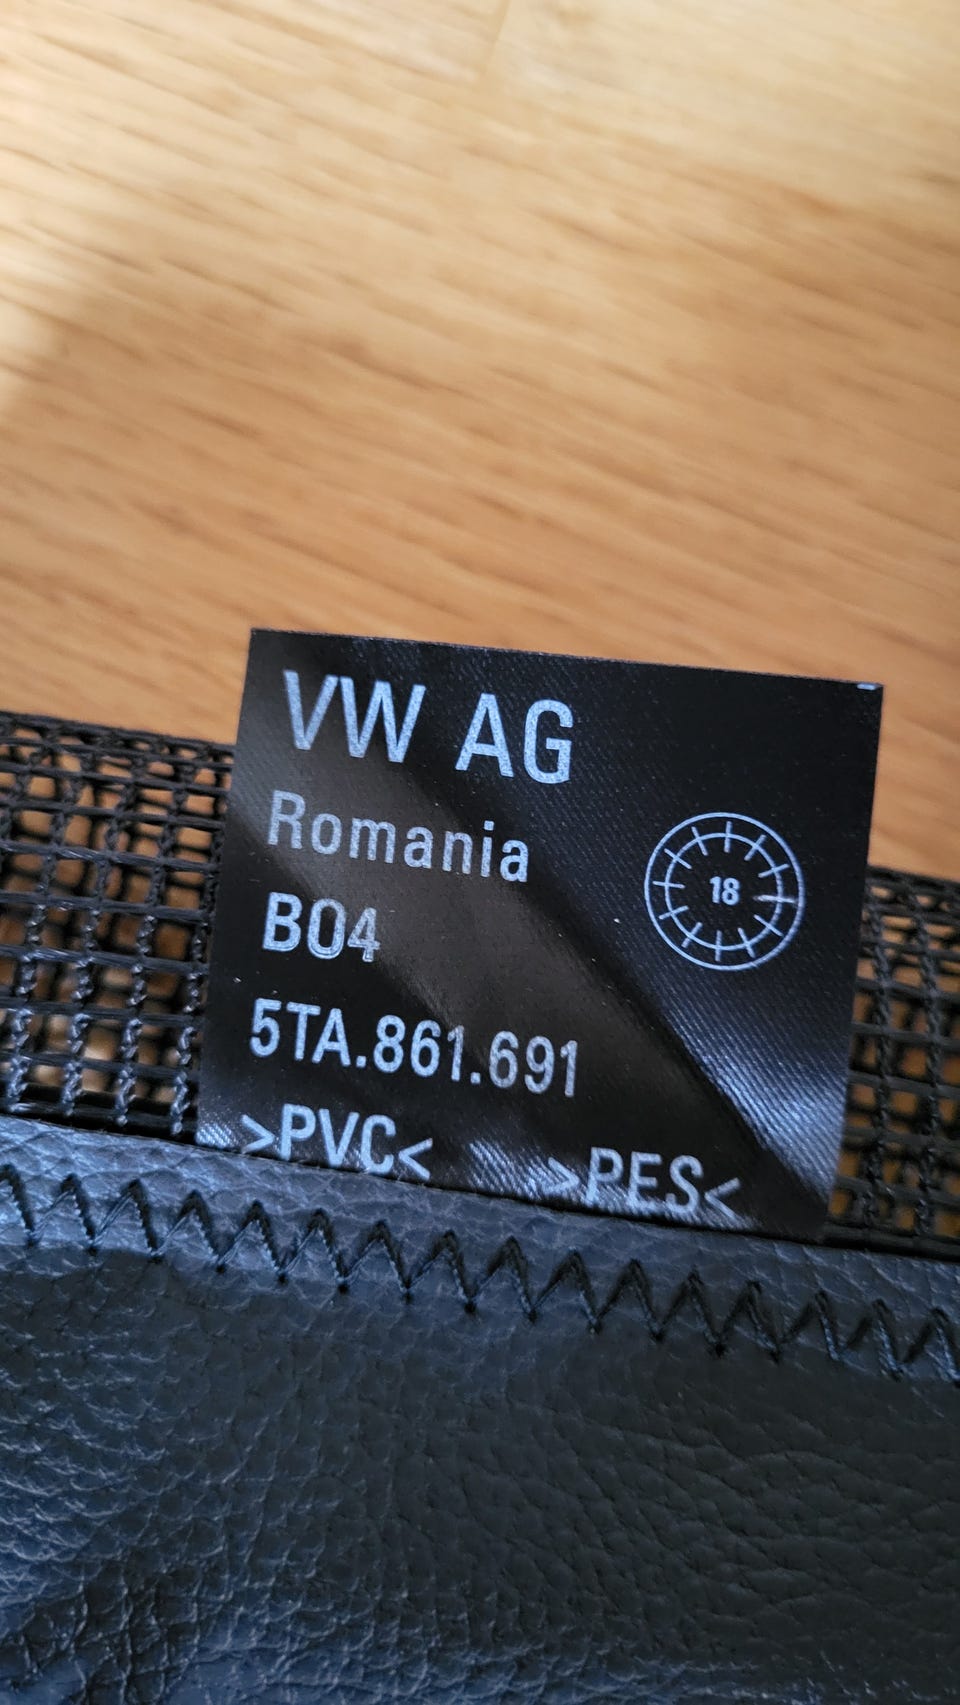 VW AG
Romania
18
B04
5TA.861.691
>PVC< >PES<